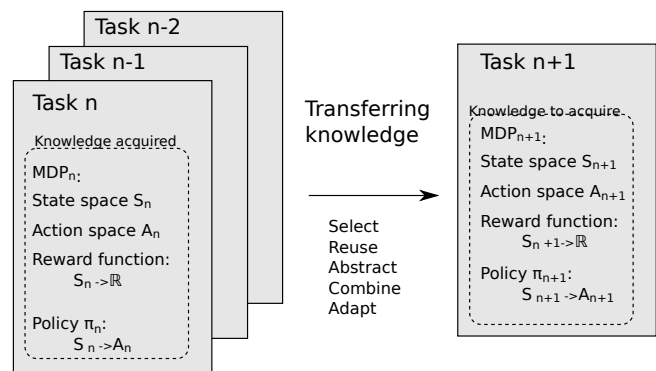 Task n-2
Task n-1
Task n
Knowledge acquired
MDPₙ:
State space Sₙ
Action space Aₙ
Reward function:
Sₙ ->ℝ
Policy πₙ:
Sₙ ->Aₙ
Transferring
knowledge
Select
Reuse
Abstract
Combine
Adapt
Task n+1
Knowledge to acquire
MDPₙ₊₁:
State space Sₙ₊₁
Action space Aₙ₊₁
Reward function:
Sₙ₊₁->ℝ
Policy πₙ₊₁:
Sₙ₊₁ ->Aₙ₊₁